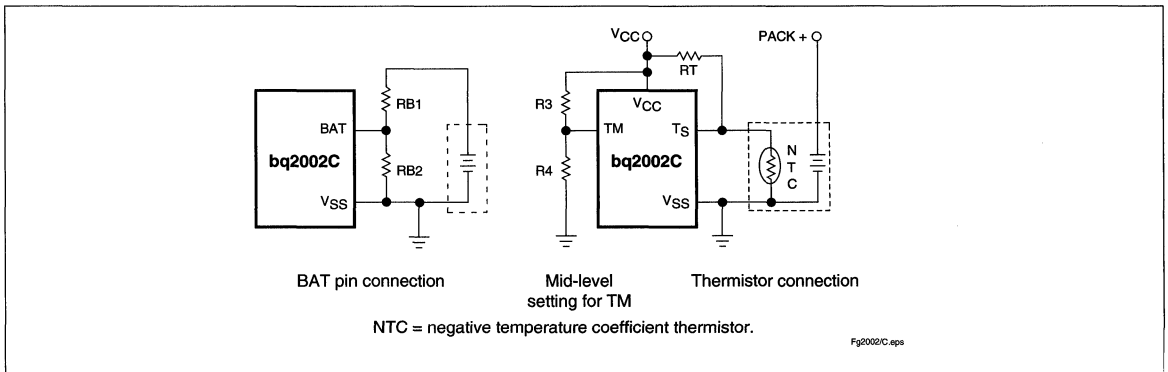 BAT
bq2002C
VSS
RB1
RB2
BAT pin connection
VCC
RT
PACK +
R3
R4
VCC
TM
TS
bq2002C
VSS
N
T
C
Mid-level
setting for TM
Thermistor connection
NTC = negative temperature coefficient thermistor.
Fg2002/C.eps